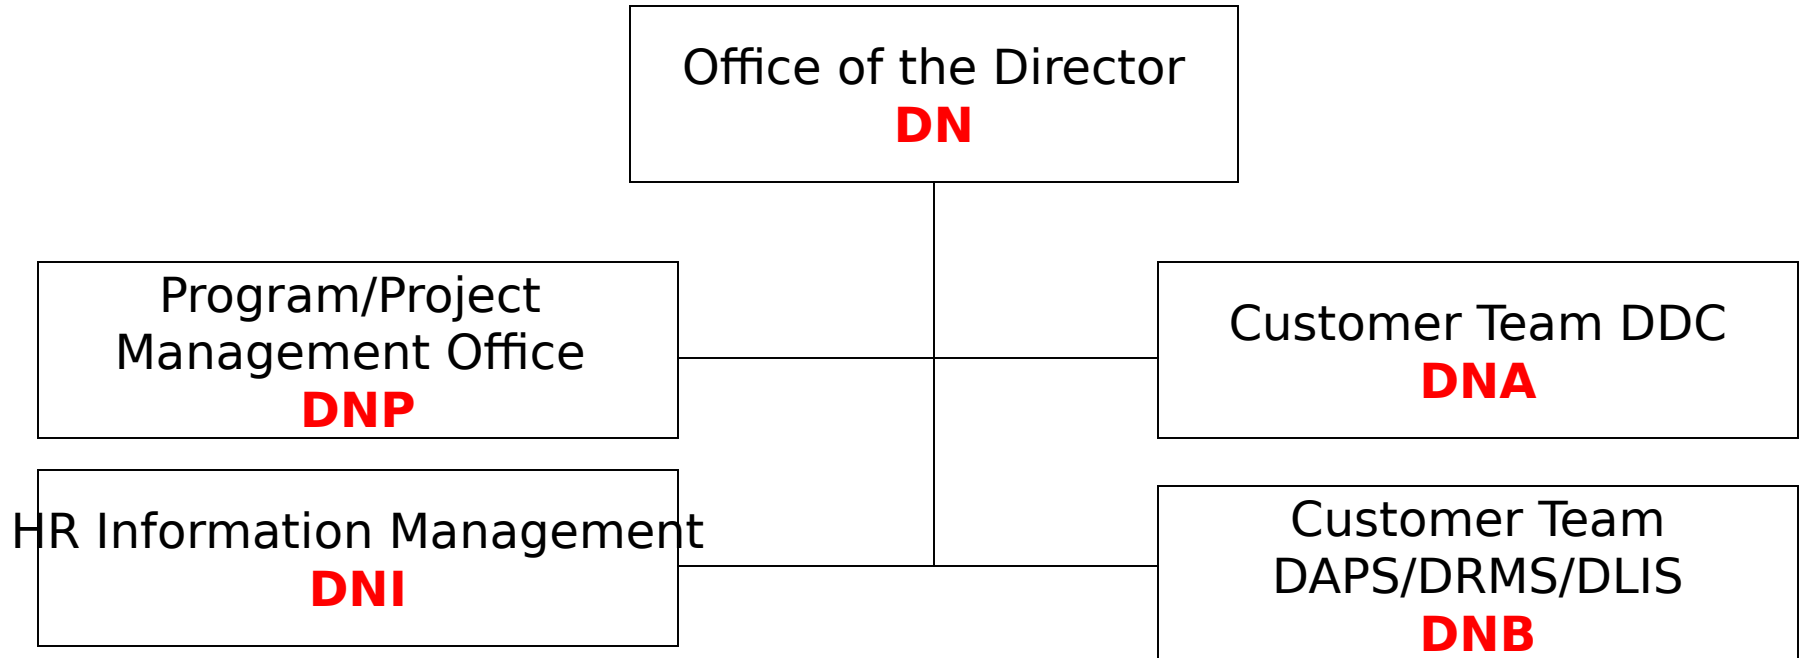 Office of the Director
DN
Program/Project
Management Office
DNP
Customer Team DDC
DNA
HR Information Management
DNI
Customer Team
DAPS/DRMS/DLIS
DNB